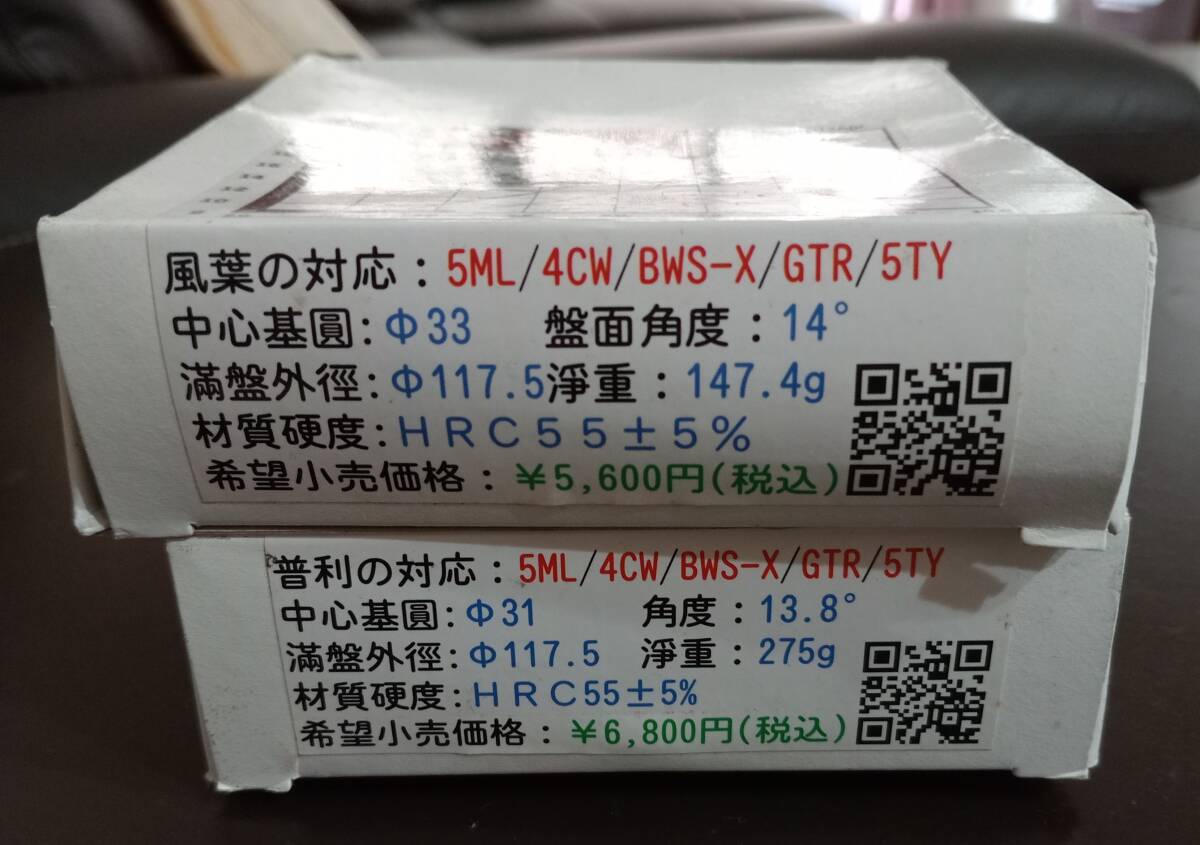 風葉の対応：5ML/4CW/BWS-X/GTR/5TY
中心基圓：Φ33 盤面角度：14°
滿盤外徑：Φ117.5淨重：147.4g
材質硬度：HRC55±5%
希望小売価格：￥5,600円(税込)
普利の対応：5ML/4CW/BWS-X/GTR/5TY
中心基圓：Φ31 角度：13.8°
滿盤外徑：Φ117.5 淨重：275g
材質硬度：HRC55±5%
希望小売価格：￥6,800円(税込)